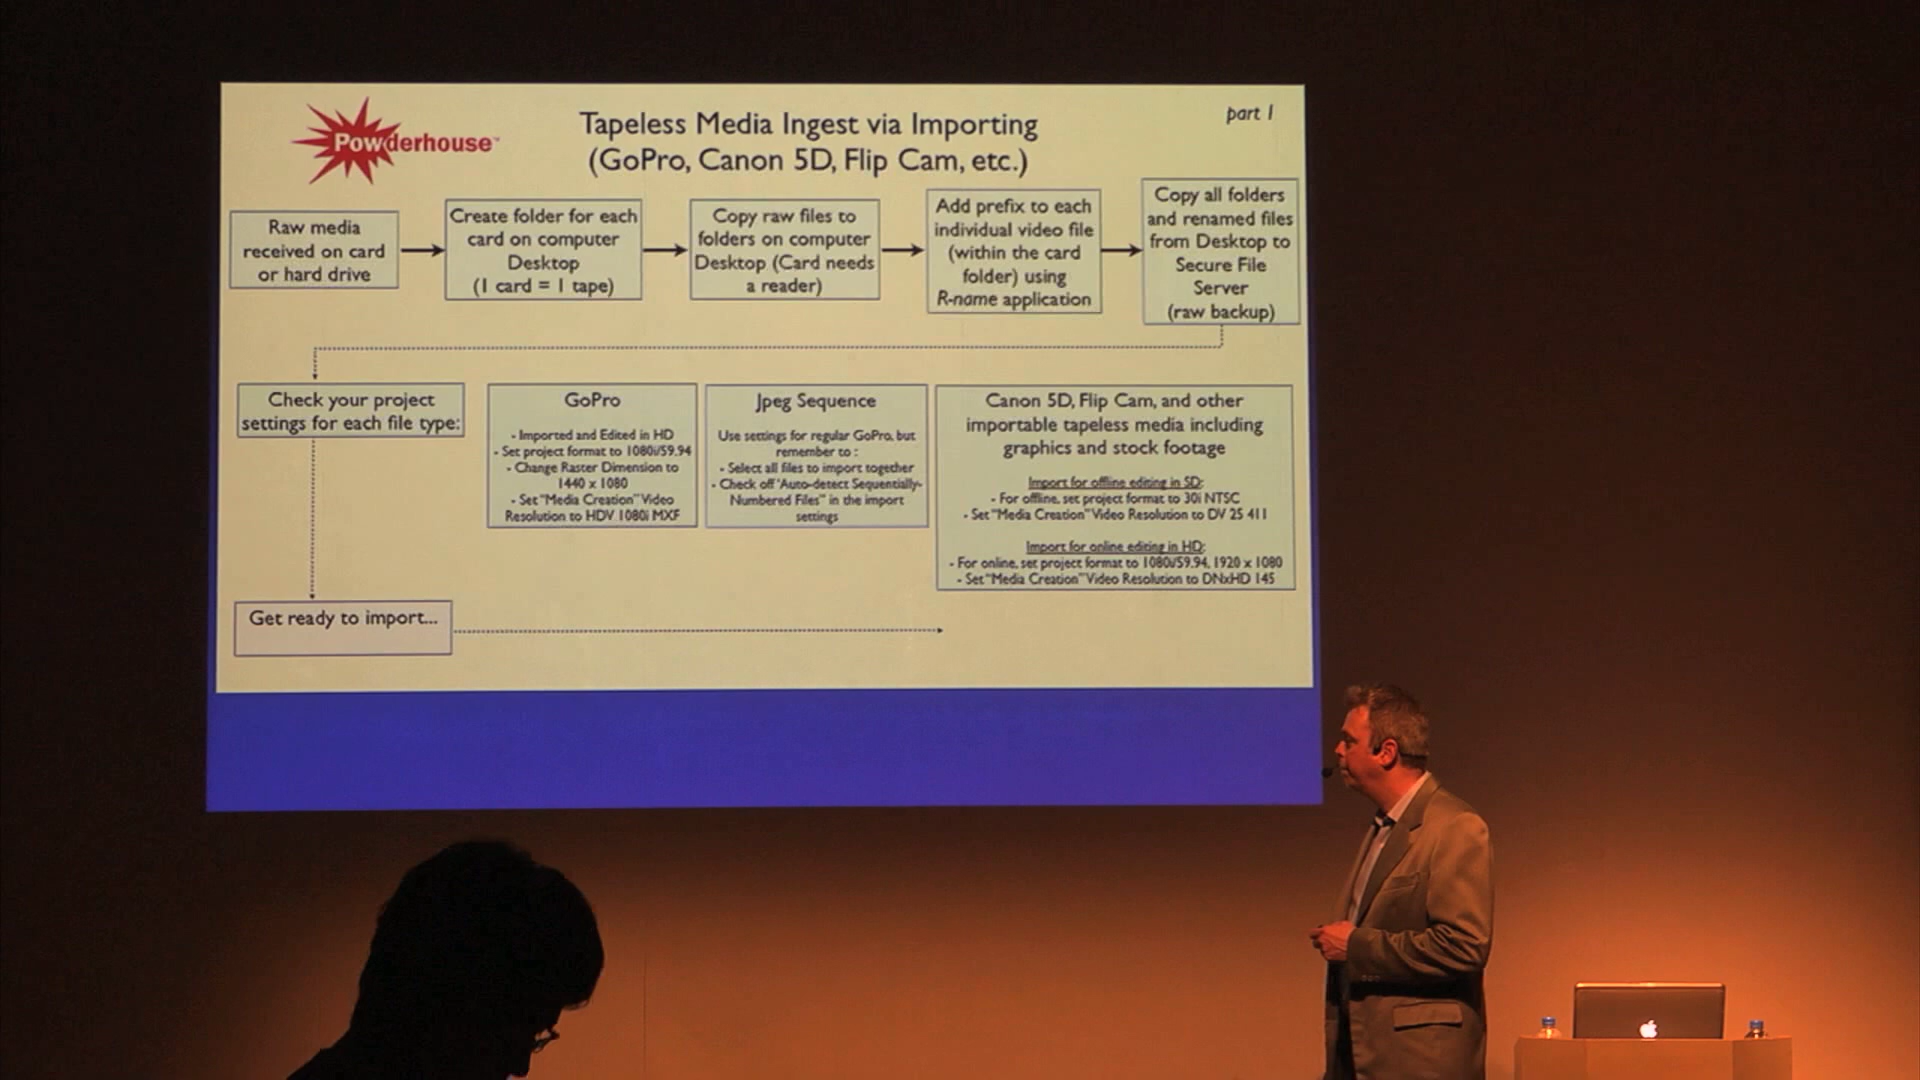 Powderhouse™
Tapeless Media Ingest via Importing
(GoPro, Canon 5D, Flip Cam, etc.)
part 1
Raw media
received on card
or hard drive
Create folder for each
card on computer
Desktop
(1 card = 1 tape)
Copy raw files to
folders on computer
Desktop (Card needs
a reader)
Add prefix to each
individual video file
(within the card
folder) using
R-name application
Copy all folders
and renamed files
from Desktop to
Secure File
Server
(raw backup)
Check your project
settings for each file type:
GoPro
- Imported and Edited in HD
- Set project format to 1080i/59.94
- Change Raster Dimension to
1440 x 1080
- Set "Media Creation" Video
Resolution to HDV 1080i MXF
Jpeg Sequence
Use settings for regular GoPro, but
remember to :
- Select all files to import together
- Check off "Auto-detect Sequentially-
Numbered Files" in the import
settings
Canon 5D, Flip Cam, and other
importable tapeless media including
graphics and stock footage
Import for offline editing in SD:
- For offline, set project format to 30i NTSC
- Set "Media Creation" Video Resolution to DV 25 411
Import for online editing in HD:
- For online, set project format to 1080i/59.94, 1920 x 1080
- Set "Media Creation" Video Resolution to DNxHD 145
Get ready to import...